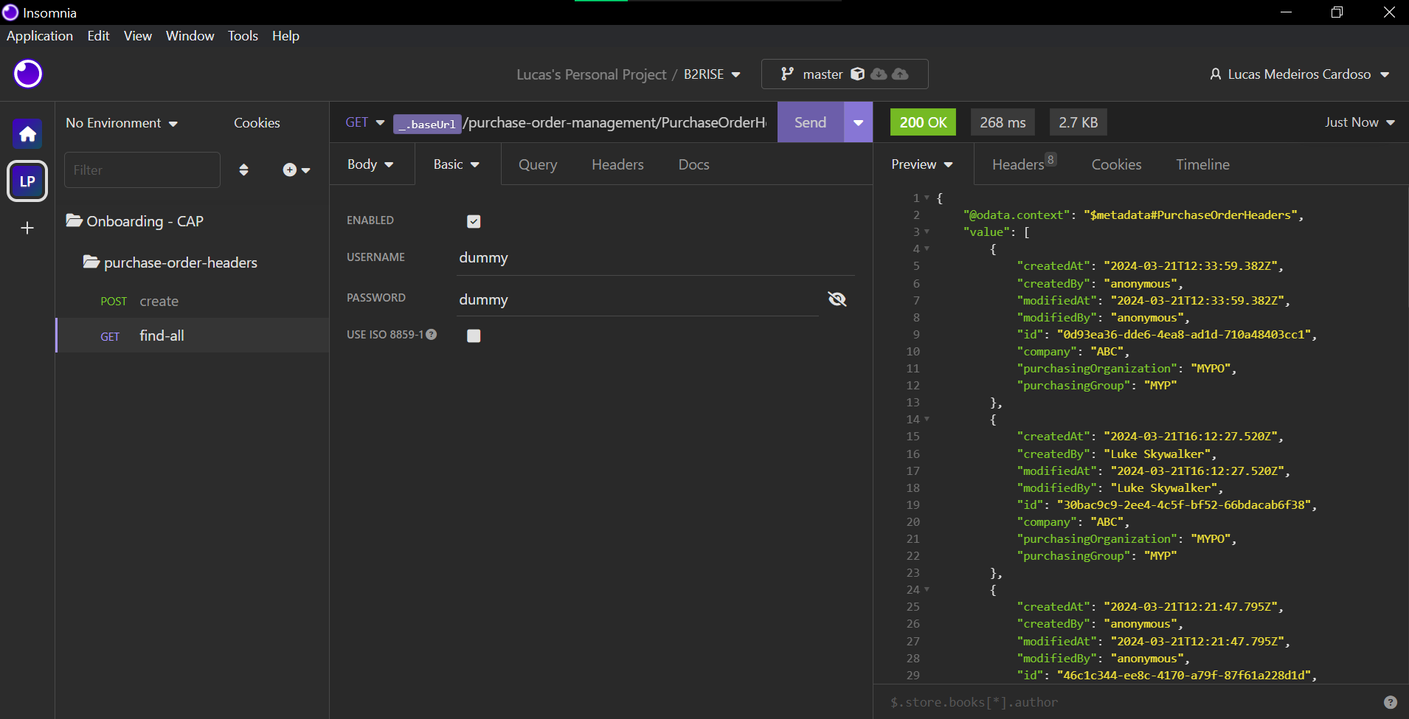 Insomnia
Application Edit View Window Tools Help
Lucas's Personal Project / B2RISE
master
Lucas Medeiros Cardoso
LP
No Environment
Cookies
Filter
Onboarding - CAP
purchase-order-headers
POST create
GET find-all
GET _.baseUrl /purchase-order-management/PurchaseOrderH
Send
Body Basic Query Headers Docs
ENABLED
USERNAME dummy
PASSWORD dummy
USE ISO 8859-1
200 OK 268 ms 2.7 KB Just Now
Preview Headers 8 Cookies Timeline
1 {
2 "@odata.context": "$metadata#PurchaseOrderHeaders",
3 "value": [
4 {
5 "createdAt": "2024-03-21T12:33:59.382Z",
6 "createdBy": "anonymous",
7 "modifiedAt": "2024-03-21T12:33:59.382Z",
8 "modifiedBy": "anonymous",
9 "id": "0d93ea36-dde6-4ea8-ad1d-710a48403cc1",
10 "company": "ABC",
11 "purchasingOrganization": "MYPO",
12 "purchasingGroup": "MYP"
13 },
14 {
15 "createdAt": "2024-03-21T16:12:27.520Z",
16 "createdBy": "Luke Skywalker",
17 "modifiedAt": "2024-03-21T16:12:27.520Z",
18 "modifiedBy": "Luke Skywalker",
19 "id": "30bac9c9-2ee4-4c5f-bf52-66bdacab6f38",
20 "company": "ABC",
21 "purchasingOrganization": "MYPO",
22 "purchasingGroup": "MYP"
23 },
24 {
25 "createdAt": "2024-03-21T12:21:47.795Z",
26 "createdBy": "anonymous",
27 "modifiedAt": "2024-03-21T12:21:47.795Z",
28 "modifiedBy": "anonymous",
29 "id": "46c1c344-ee8c-4170-a79f-87f61a228d1d",
$.store.books[*].author